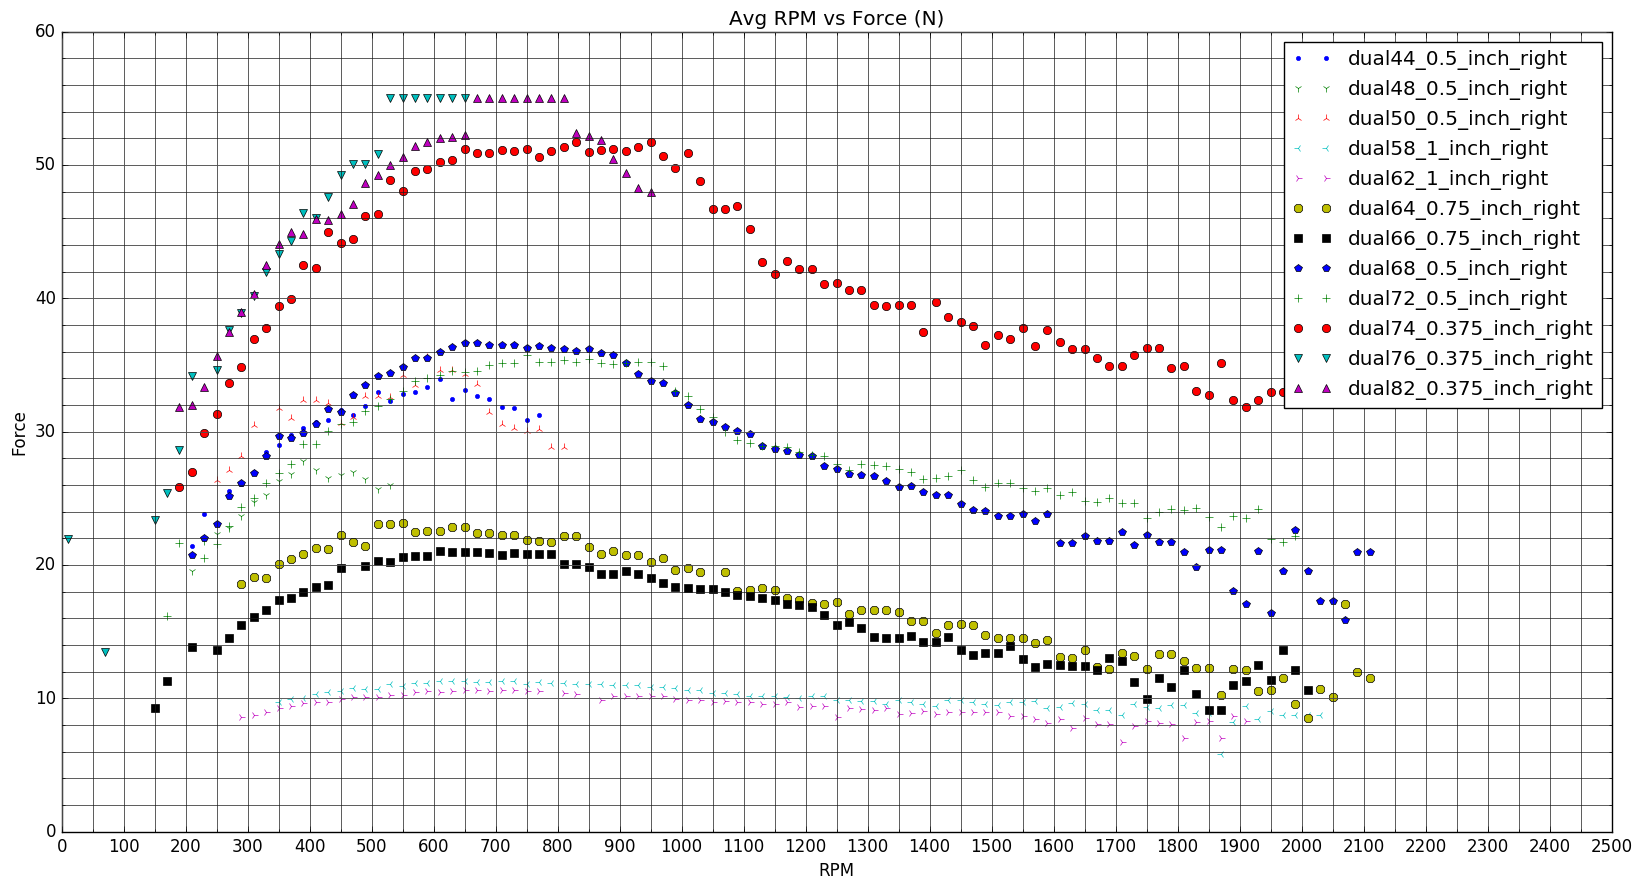 Avg RPM vs Force (N)
60
50
40
30
20
10
0
Force
dual44_0.5_inch_right
dual48_0.5_inch_right
dual50_0.5_inch_right
dual58_1_inch_right
dual62_1_inch_right
dual64_0.75_inch_right
dual66_0.75_inch_right
dual68_0.5_inch_right
dual72_0.5_inch_right
dual74_0.375_inch_right
dual76_0.375_inch_right
dual82_0.375_inch_right
0 100 200 300 400 500 600 700 800 900 1000 1100 1200 1300 1400 1500 1600 1700 1800 1900 2000 2100 2200 2300 2400 2500
RPM